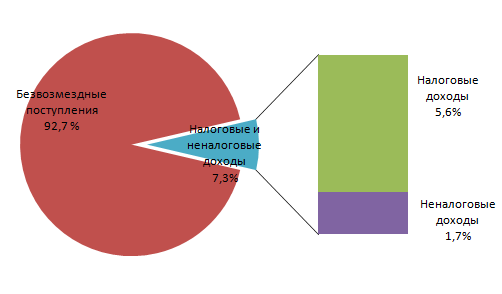 Безвозмездные
поступления
92,7 %
Налоговые и
неналоговые
доходы
7,3%
Налоговые
доходы
5,6%
Неналоговые
доходы
1,7%